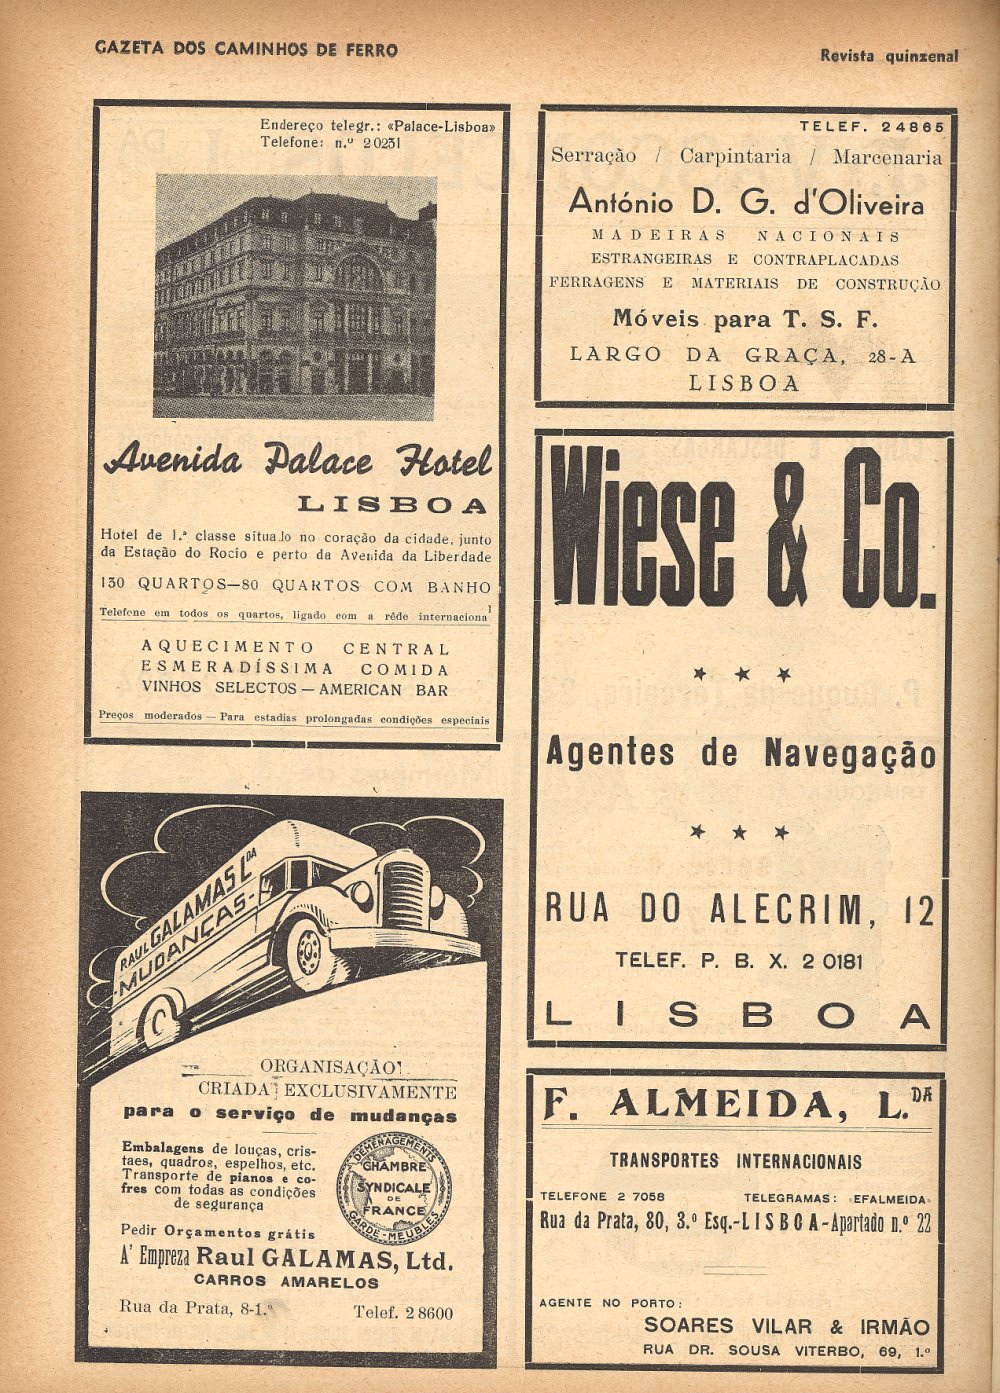 GAZETA DOS CAMINHOS DE FERRO
Revista quinzenal
Endereço telegr.: «Palace-Lisboa»
Telefone: n.º 20231
Avenida Palace Hotel
LISBOA
Hotel de 1.ª classe situado no coração da cidade, junto
da Estação do Rocio e perto da Avenida da Liberdade
130 QUARTOS—80 QUARTOS COM BANHO
Telefone em todos os quartos, ligado com a rêde internacional
AQUECIMENTO CENTRAL
ESMERADÍSSIMA COMIDA
VINHOS SELECTOS — AMERICAN BAR
Preços moderados — Para estadias prolongadas condições especiais
RAUL GALAMAS LDA
-MUDANÇAS-
ORGANISAÇÃO
CRIADA EXCLUSIVAMENTE
para o serviço de mudanças
Embalagens de louças, cris-
taes, quadros, espelhos, etc.
Transporte de pianos e co-
fres com todas as condições
de segurança
DÉMÉNAGEMENTS
CHAMBRE
SYNDICALE
DE
FRANCE
GARDE-MEUBLES
Pedir Orçamentos grátis
A' Empreza Raul GALAMAS, Ltd.
CARROS AMARELOS
Rua da Prata, 8-1.º Telef. 2 8600
TELEF. 24865
Serração / Carpintaria / Marcenaria
António D. G. d'Oliveira
MADEIRAS NACIONAIS
ESTRANGEIRAS E CONTRAPLACADAS
FERRAGENS E MATERIAIS DE CONSTRUÇÃO
Móveis para T. S. F.
LARGO DA GRAÇA, 28-A
LISBOA
Wiese & Co.
Agentes de Navegação
RUA DO ALECRIM, 12
TELEF. P. B. X. 2 0181
LISBOA
F. ALMEIDA, L.DA
TRANSPORTES INTERNACIONAIS
TELEFONE 2 7058 TELEGRAMAS: «EFALMEIDA»
Rua da Prata, 80, 3.º Esq.-LISBOA-Apartado n.º 22
AGENTE NO PORTO:
SOARES VILAR & IRMÃO
RUA DR. SOUSA VITERBO, 69, 1.º